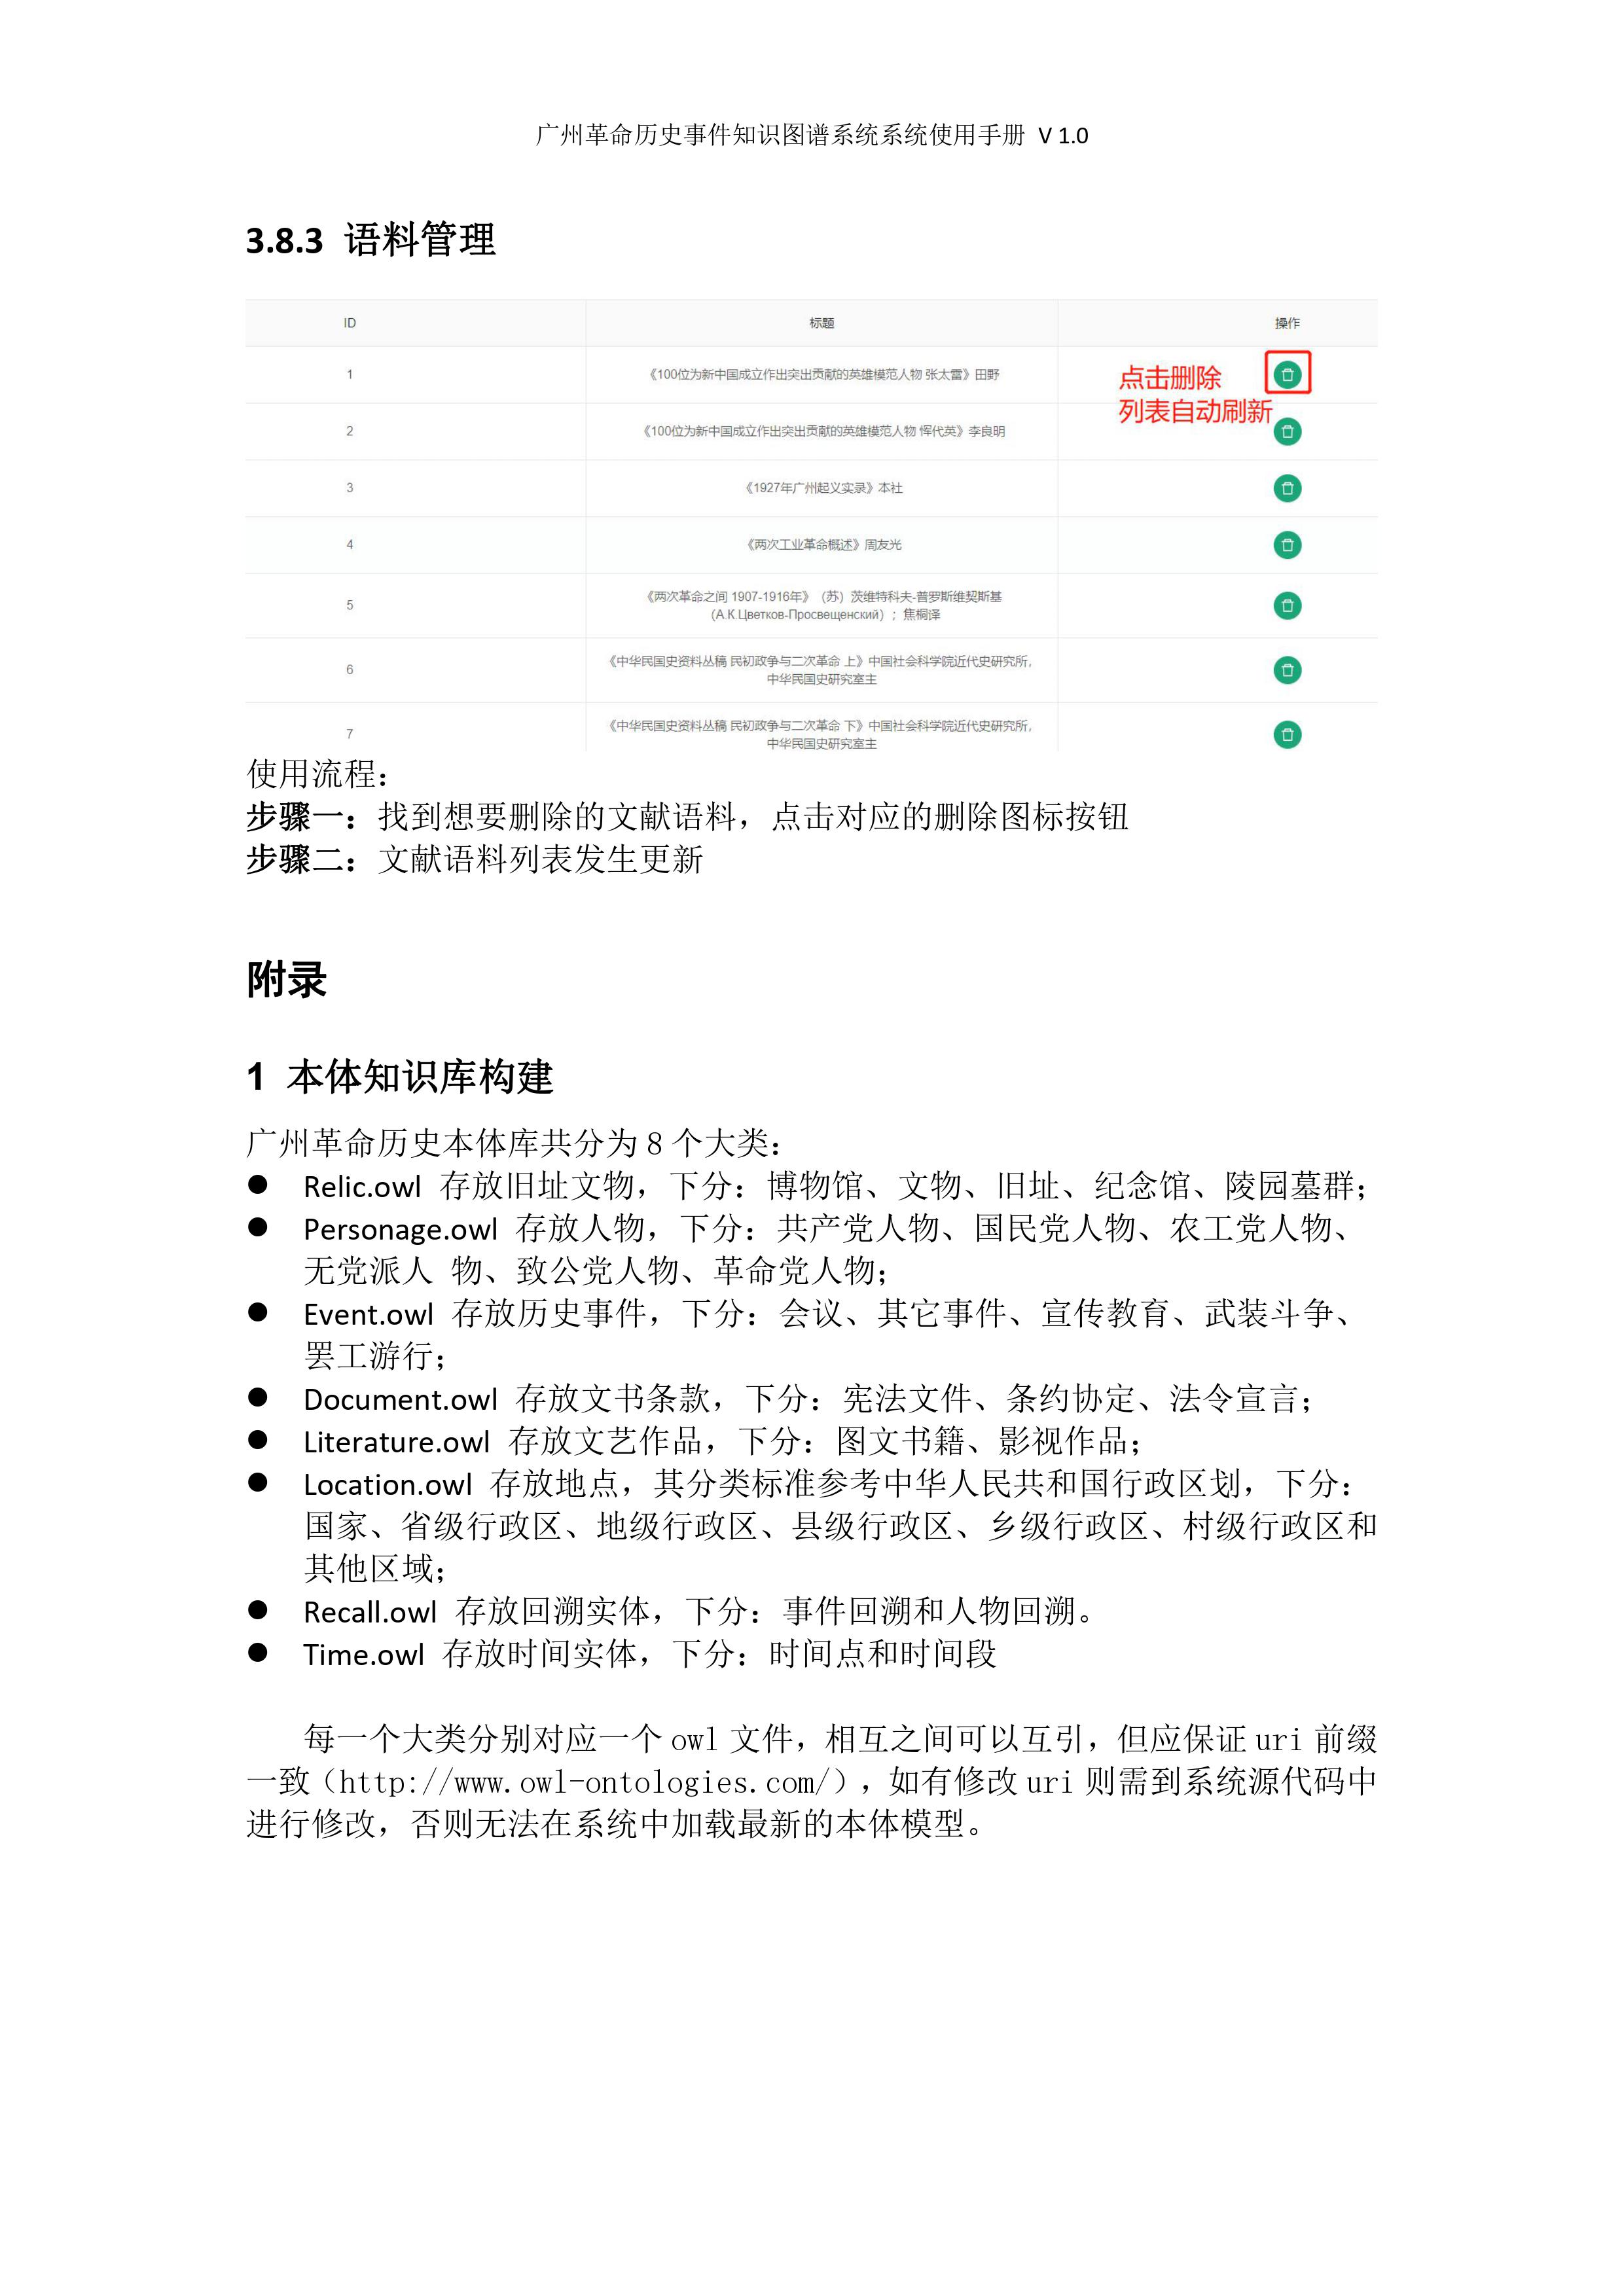 广州革命历史事件知识图谱系统系统使用手册 V 1.0
3.8.3 语料管理
ID 标题 操作
1 《100位为新中国成立作出突出贡献的英雄模范人物 张太雷》田野
点击删除
列表自动刷新
2 《100位为新中国成立作出突出贡献的英雄模范人物 恽代英》李良明
3 《1927年广州起义实录》本社
4 《两次工业革命概述》周友光
5 《两次革命之间 1907-1916年》（苏）茨维特科夫-普罗斯维契斯基
（А.К.Цветков-Просвещенский）；焦桐译
6 《中华民国史资料丛稿 民初政争与二次革命 上》中国社会科学院近代史研究所，
中华民国史研究室主
7 《中华民国史资料丛稿 民初政争与二次革命 下》中国社会科学院近代史研究所，
中华民国史研究室主
使用流程：
步骤一：找到想要删除的文献语料，点击对应的删除图标按钮
步骤二：文献语料列表发生更新
附录
1 本体知识库构建
广州革命历史本体库共分为 8 个大类：
● Relic.owl 存放旧址文物，下分：博物馆、文物、旧址、纪念馆、陵园墓群；
● Personage.owl 存放人物，下分：共产党人物、国民党人物、农工党人物、
无党派人 物、致公党人物、革命党人物；
● Event.owl 存放历史事件，下分：会议、其它事件、宣传教育、武装斗争、
罢工游行；
● Document.owl 存放文书条款，下分：宪法文件、条约协定、法令宣言；
● Literature.owl 存放文艺作品，下分：图文书籍、影视作品；
● Location.owl 存放地点，其分类标准参考中华人民共和国行政区划，下分：
国家、省级行政区、地级行政区、县级行政区、乡级行政区、村级行政区和
其他区域；
● Recall.owl 存放回溯实体，下分：事件回溯和人物回溯。
● Time.owl 存放时间实体，下分：时间点和时间段
每一个大类分别对应一个 owl 文件，相互之间可以互引，但应保证 uri 前缀
一致（http://www.owl-ontologies.com/），如有修改 uri 则需到系统源代码中
进行修改，否则无法在系统中加载最新的本体模型。